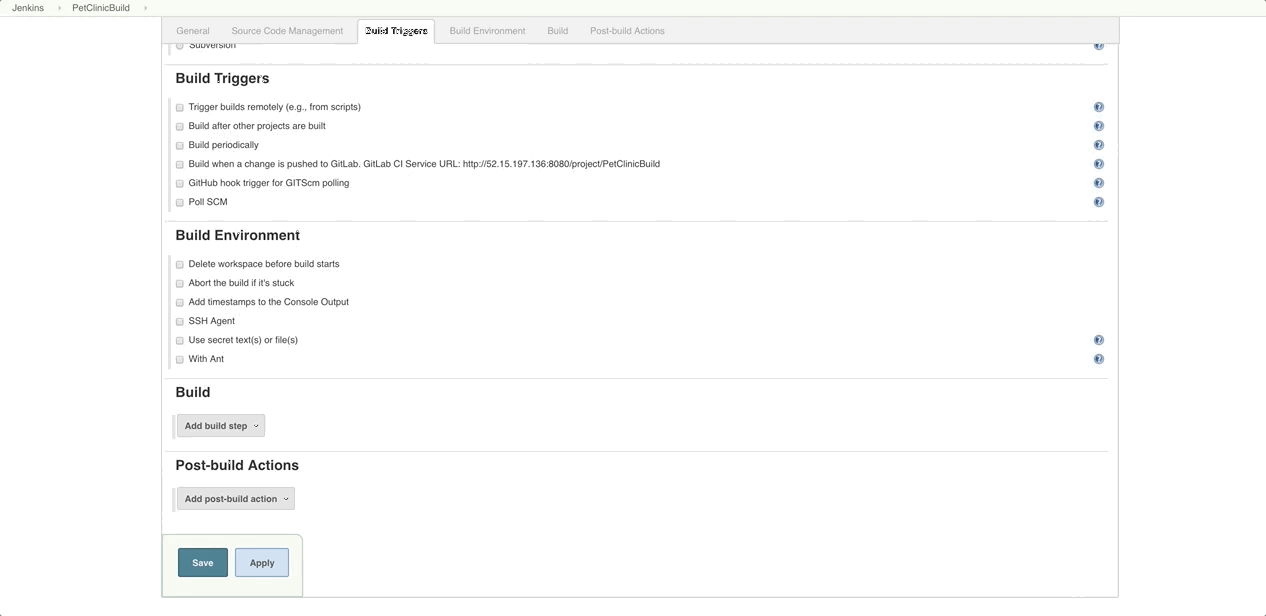 Jenkins PetClinicBuild
General Source Code Management Build Triggers Build Environment Build Post-build Actions
Subversion
Build Triggers
Trigger builds remotely (e.g., from scripts)
Build after other projects are built
Build periodically
Build when a change is pushed to GitLab. GitLab CI Service URL: http://52.15.197.136:8080/project/PetClinicBuild
GitHub hook trigger for GITScm polling
Poll SCM
Build Environment
Delete workspace before build starts
Abort the build if it's stuck
Add timestamps to the Console Output
SSH Agent
Use secret text(s) or file(s)
With Ant
Build
Add build step
Post-build Actions
Add post-build action
Save Apply